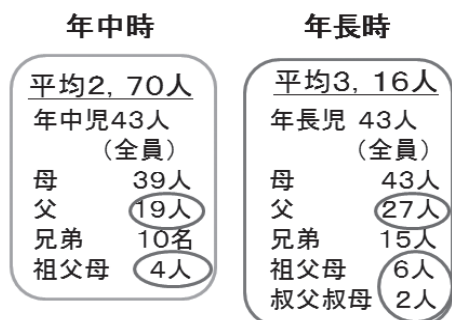 年中時
平均2，70人
年中児43人
（全員）
母 39人
父 19人
兄弟 10名
祖父母 4人
年長時
平均3，16人
年長児 43人
（全員）
母 43人
父 27人
兄弟 15人
祖父母 6人
叔父叔母 2人